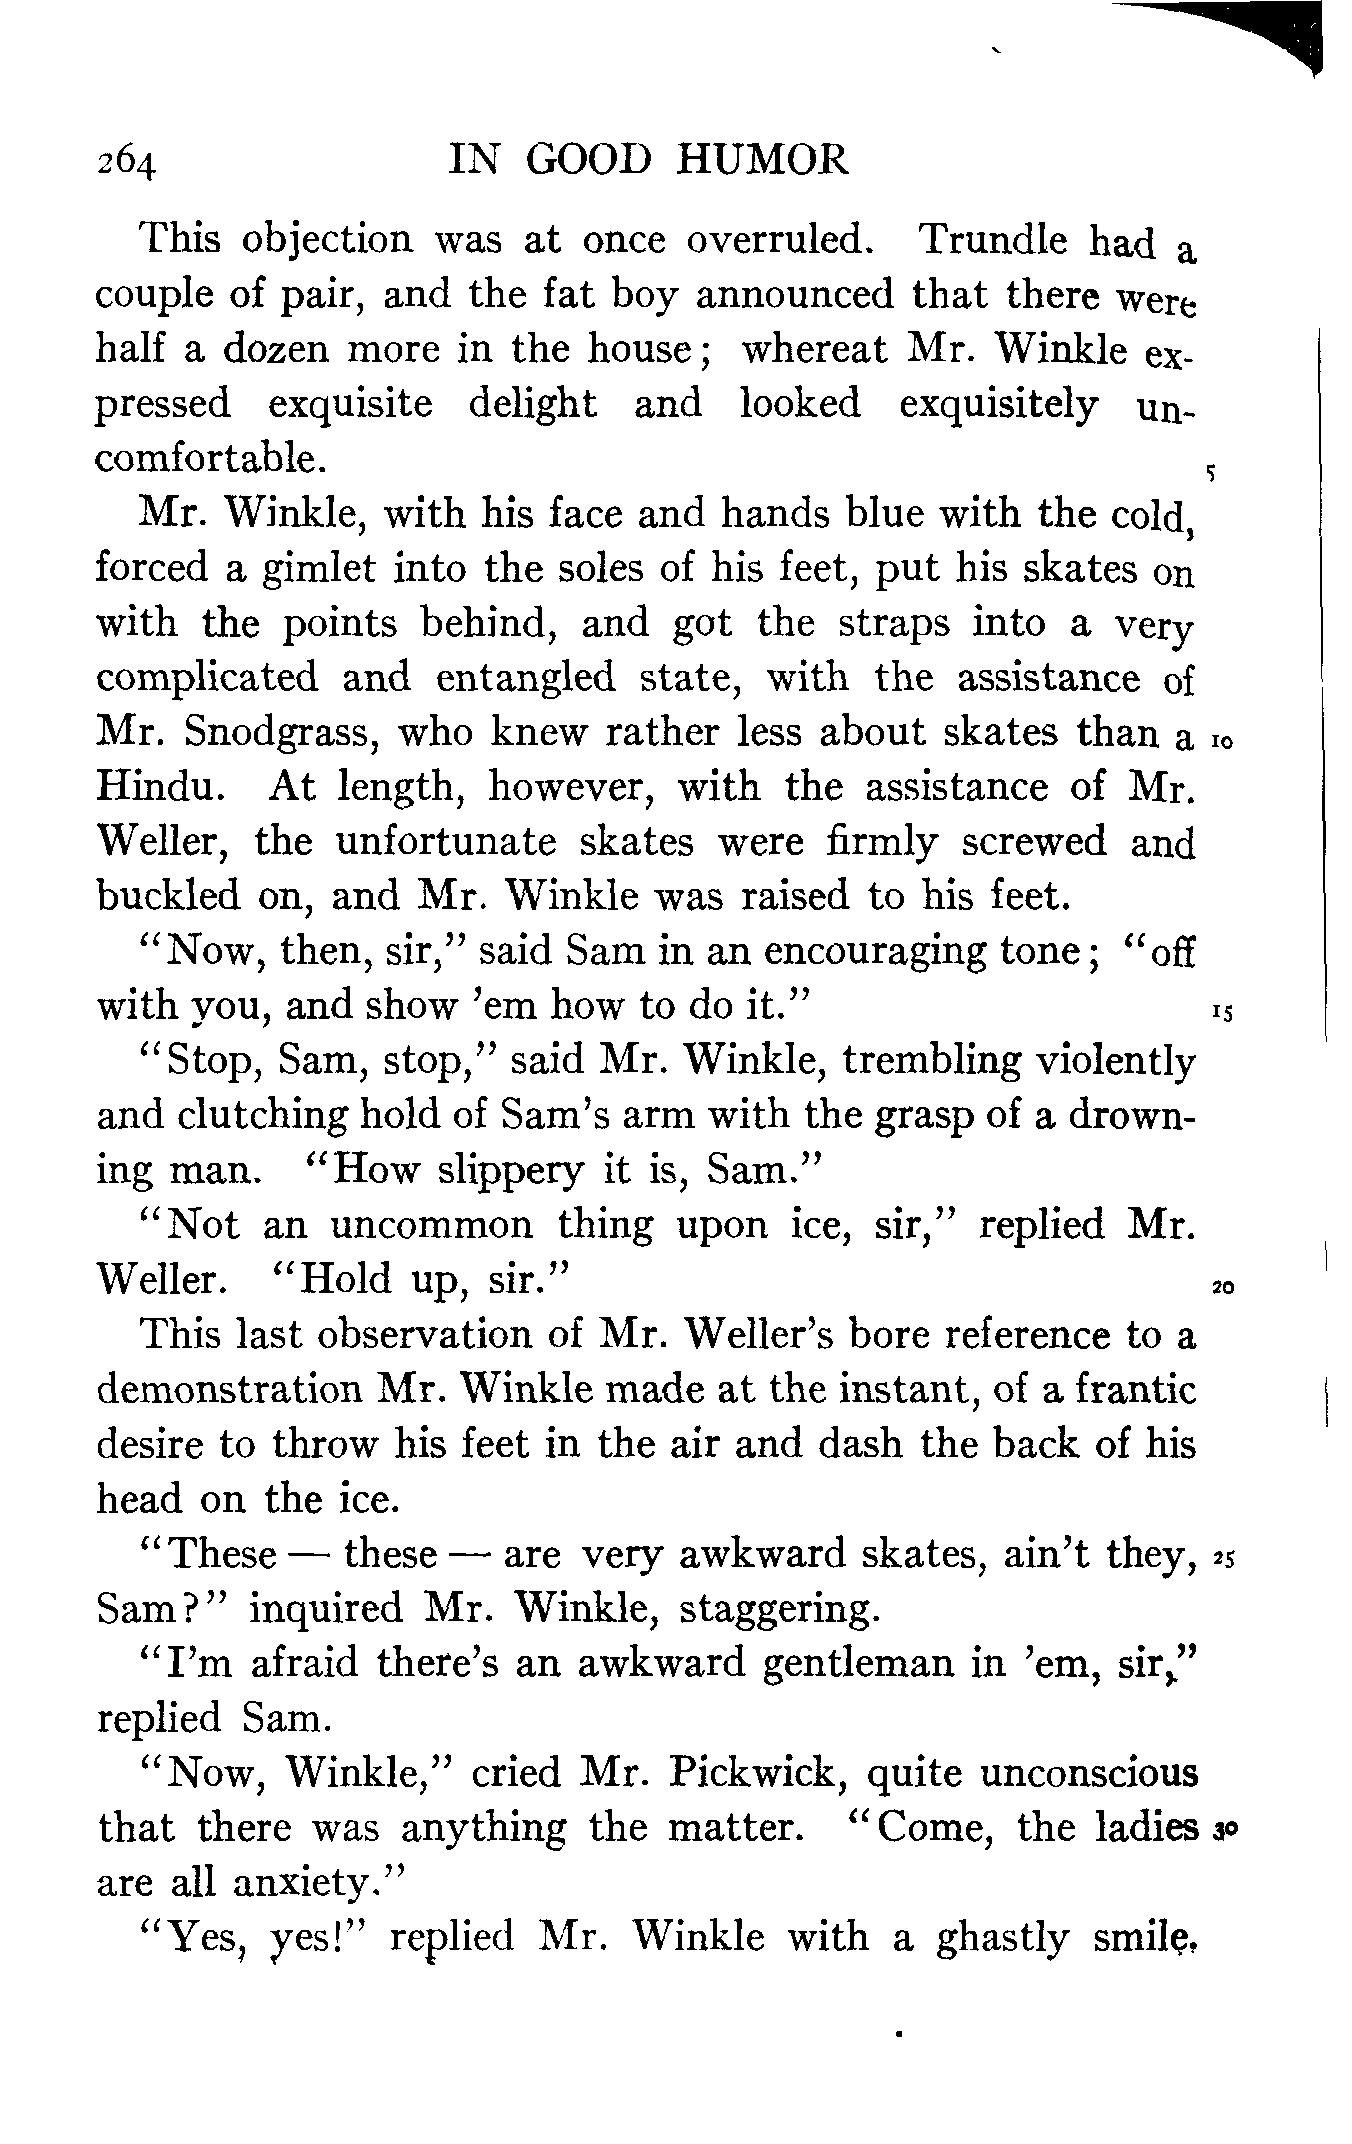 264 IN GOOD HUMOR
This objection was at once overruled. Trundle had a
couple of pair, and the fat boy announced that there were
half a dozen more in the house; whereat Mr. Winkle ex-
pressed exquisite delight and looked exquisitely un-
comfortable. 5
Mr. Winkle, with his face and hands blue with the cold,
forced a gimlet into the soles of his feet, put his skates on
with the points behind, and got the straps into a very
complicated and entangled state, with the assistance of
Mr. Snodgrass, who knew rather less about skates than a 10
Hindu. At length, however, with the assistance of Mr.
Weller, the unfortunate skates were firmly screwed and
buckled on, and Mr. Winkle was raised to his feet.
"Now, then, sir," said Sam in an encouraging tone; "off
with you, and show 'em how to do it." 15
"Stop, Sam, stop," said Mr. Winkle, trembling violently
and clutching hold of Sam's arm with the grasp of a drown-
ing man. "How slippery it is, Sam."
"Not an uncommon thing upon ice, sir," replied Mr.
Weller. "Hold up, sir." 20
This last observation of Mr. Weller's bore reference to a
demonstration Mr. Winkle made at the instant, of a frantic
desire to throw his feet in the air and dash the back of his
head on the ice.
"These — these — are very awkward skates, ain't they, 25
Sam?" inquired Mr. Winkle, staggering.
"I'm afraid there's an awkward gentleman in 'em, sir,"
replied Sam.
"Now, Winkle," cried Mr. Pickwick, quite unconscious
that there was anything the matter. "Come, the ladies 30
are all anxiety."
"Yes, yes!" replied Mr. Winkle with a ghastly smile.